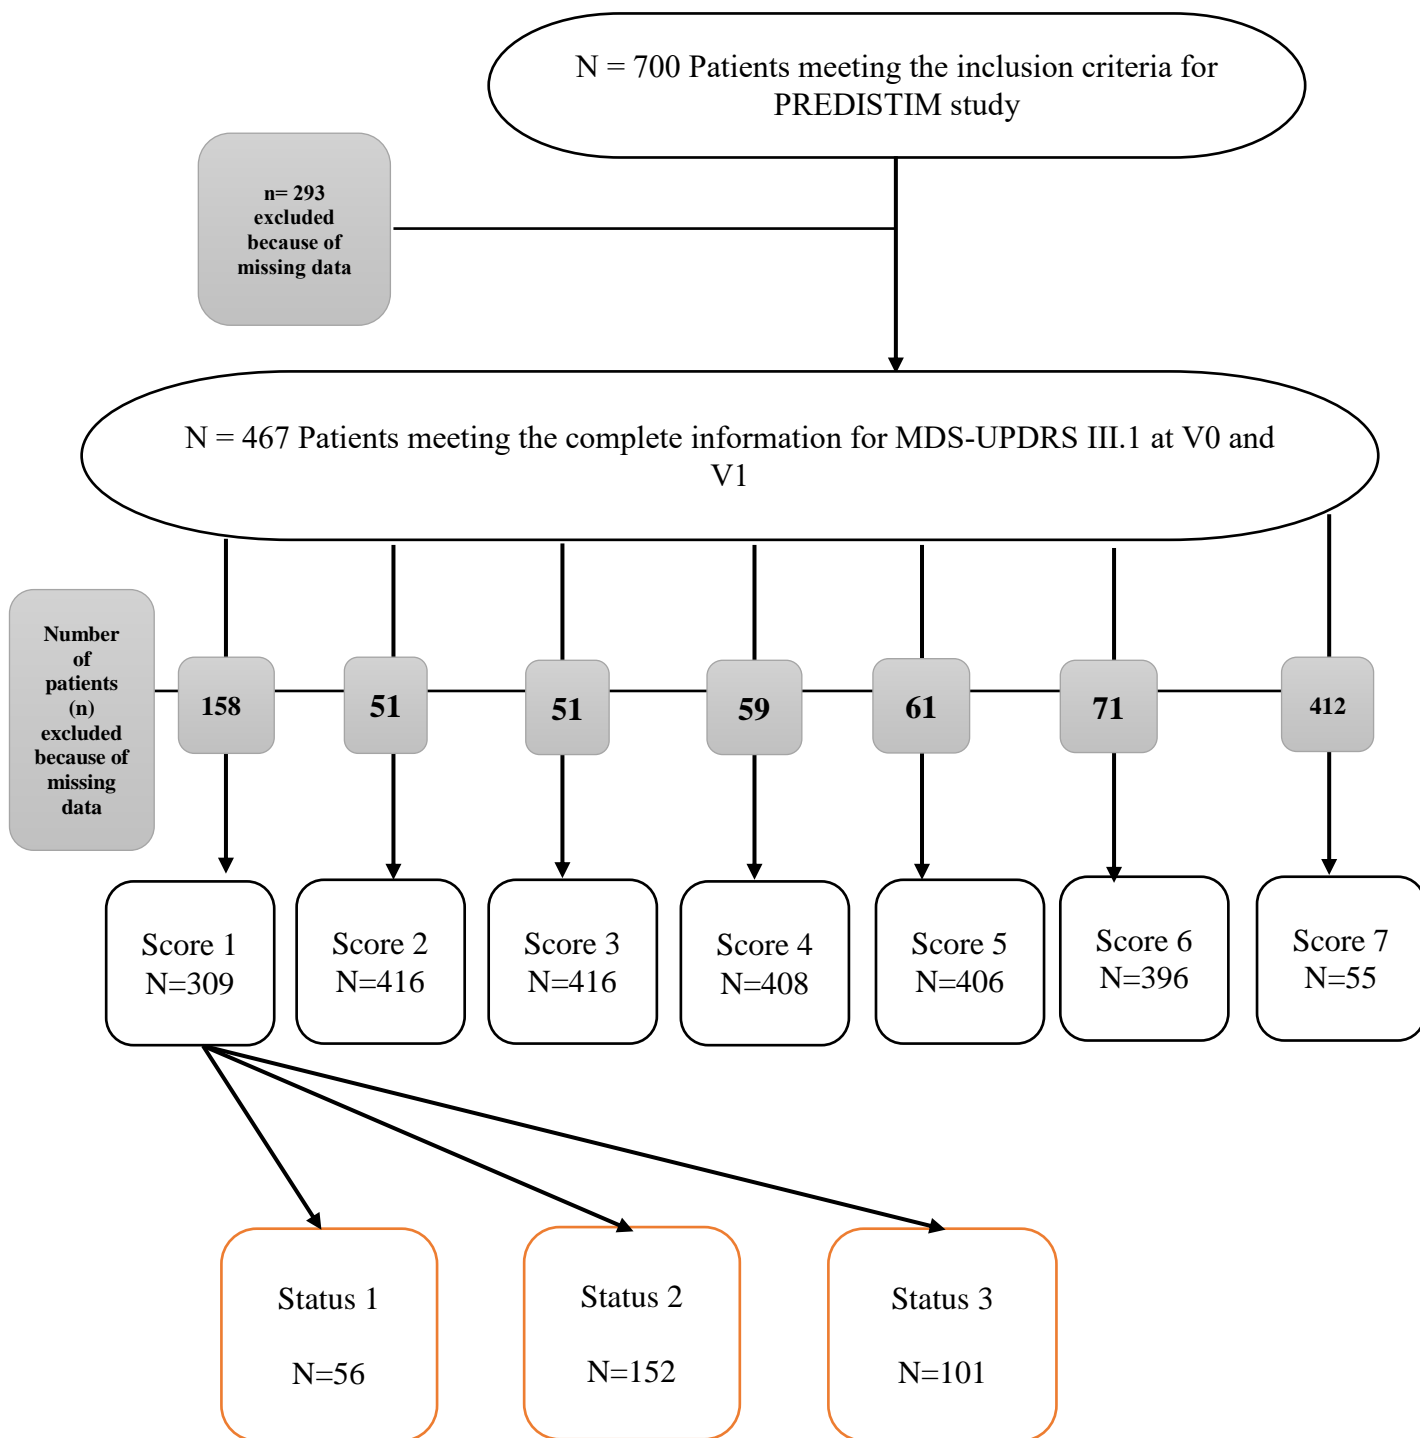 N = 700 Patients meeting the inclusion criteria for
PREDISTIM study
n= 293
excluded
because of
missing data
N = 467 Patients meeting the complete information for MDS-UPDRS III.1 at V0 and
V1
Number
of
patients
(n)
excluded
because of
missing
data
158
51
51
59
61
71
412
Score 1
N=309
Score 2
N=416
Score 3
N=416
Score 4
N=408
Score 5
N=406
Score 6
N=396
Score 7
N=55
Status 1
N=56
Status 2
N=152
Status 3
N=101